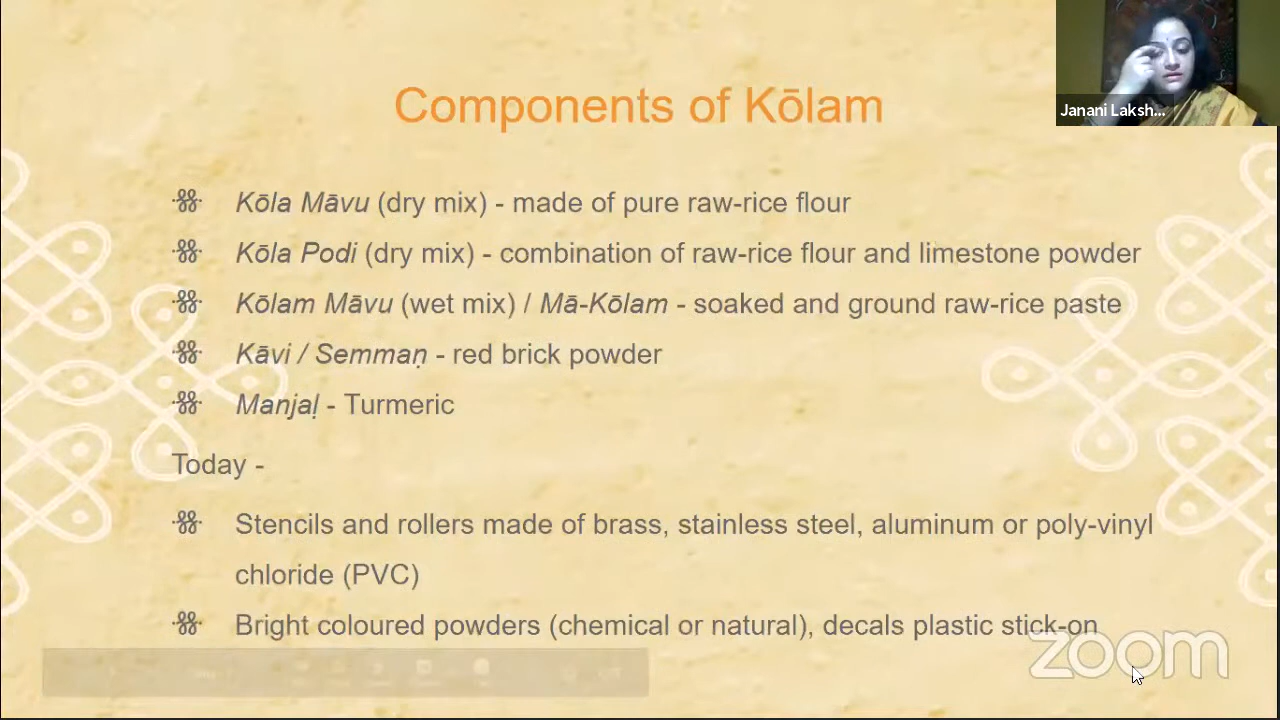 Components of Kōlam
Janani Laksh...
Kōla Māvu (dry mix) - made of pure raw-rice flour
Kōla Podi (dry mix) - combination of raw-rice flour and limestone powder
Kōlam Māvu (wet mix) / Mā-Kōlam - soaked and ground raw-rice paste
Kāvi / Semmaṇ - red brick powder
Manjaḷ - Turmeric
Today -
Stencils and rollers made of brass, stainless steel, aluminum or poly-vinyl
chloride (PVC)
Bright coloured powders (chemical or natural), decals plastic stick-on
zoom